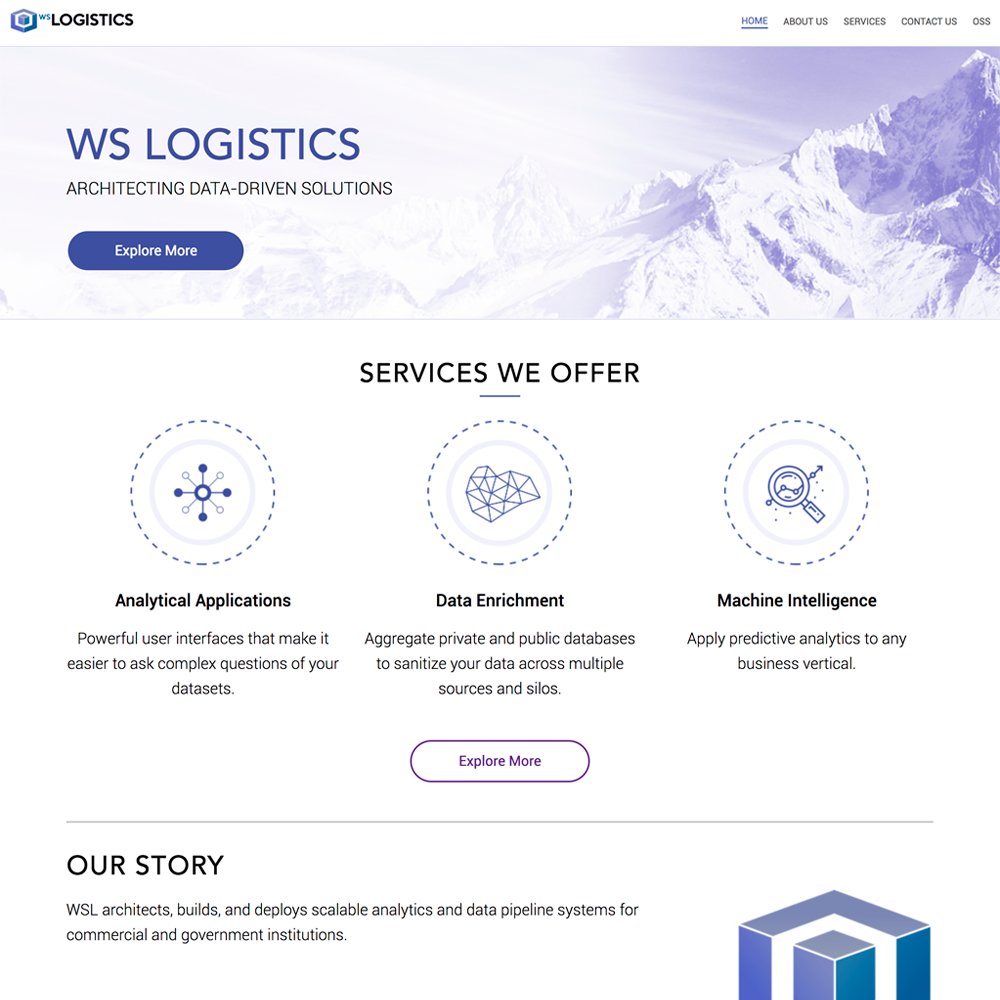 WSLOGISTICS
HOME ABOUT US SERVICES CONTACT US OSS
WS LOGISTICS
ARCHITECTING DATA-DRIVEN SOLUTIONS
Explore More
SERVICES WE OFFER
Analytical Applications
Powerful user interfaces that make it
easier to ask complex questions of your
datasets.
Data Enrichment
Aggregate private and public databases
to sanitize your data across multiple
sources and silos.
Machine Intelligence
Apply predictive analytics to any
business vertical.
Explore More
OUR STORY
WSL architects, builds, and deploys scalable analytics and data pipeline systems for
commercial and government institutions.